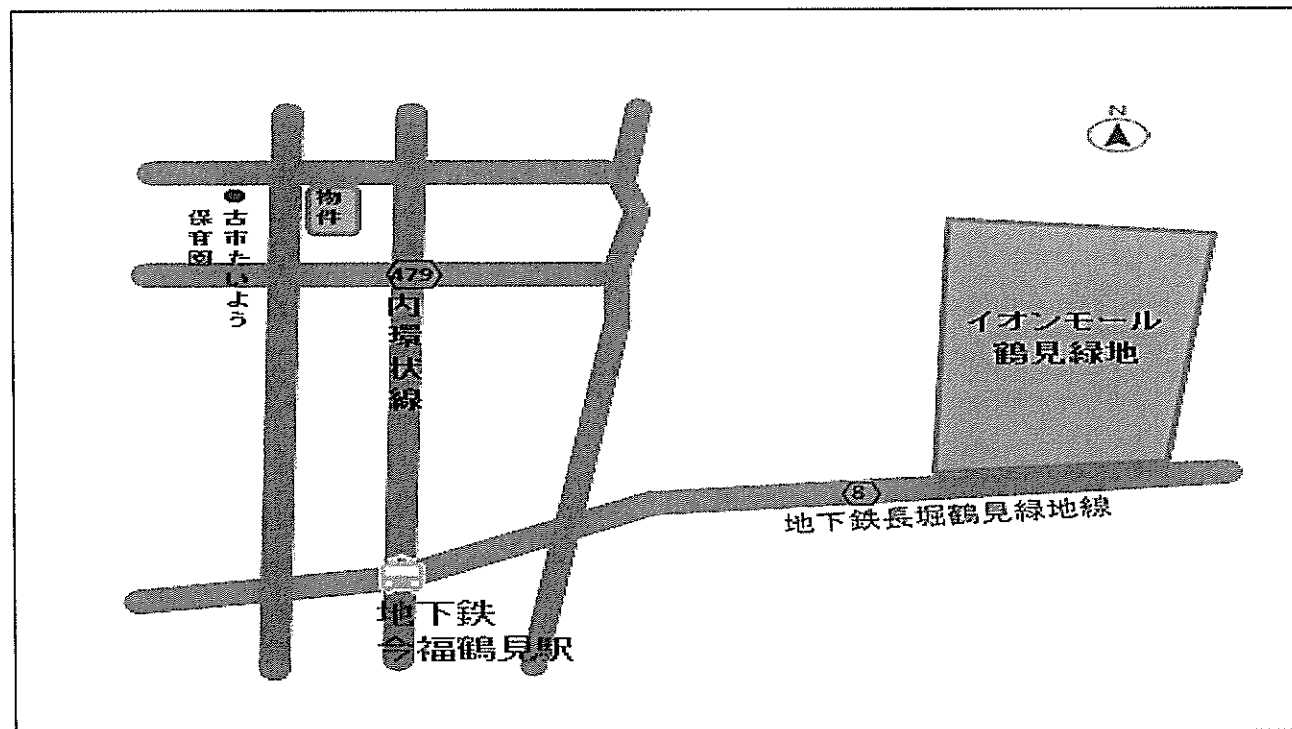 N
物件
古市たいよう
保育園
479
内環状線
イオンモール
鶴見緑地
8
地下鉄長堀鶴見緑地線
地下鉄
今福鶴見駅